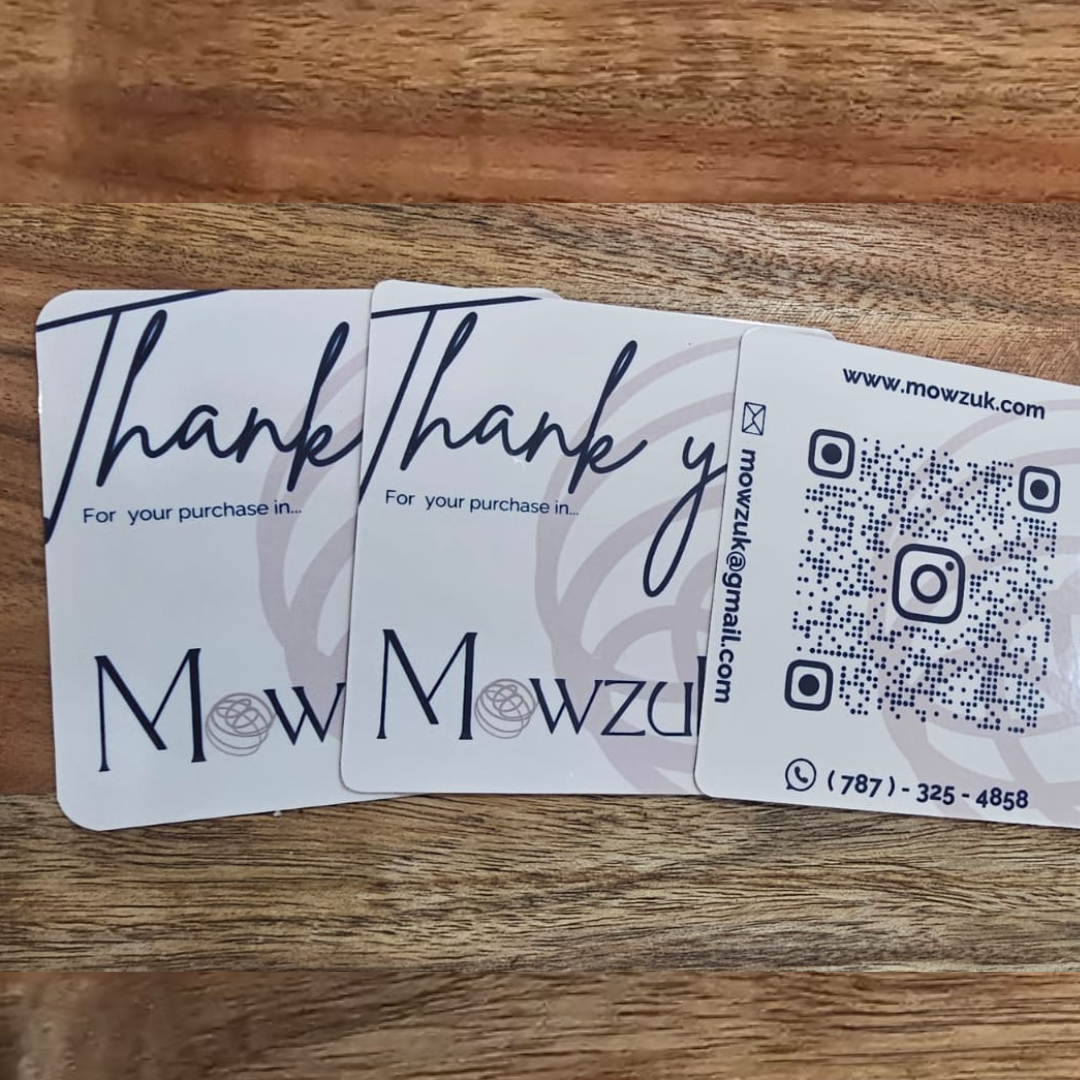 Thank
For your purchase in...
Mow
Thank y
For your purchase in...
Mowzu
www.mowzuk.com
mowzuk@gmail.com
(787)-325-4858